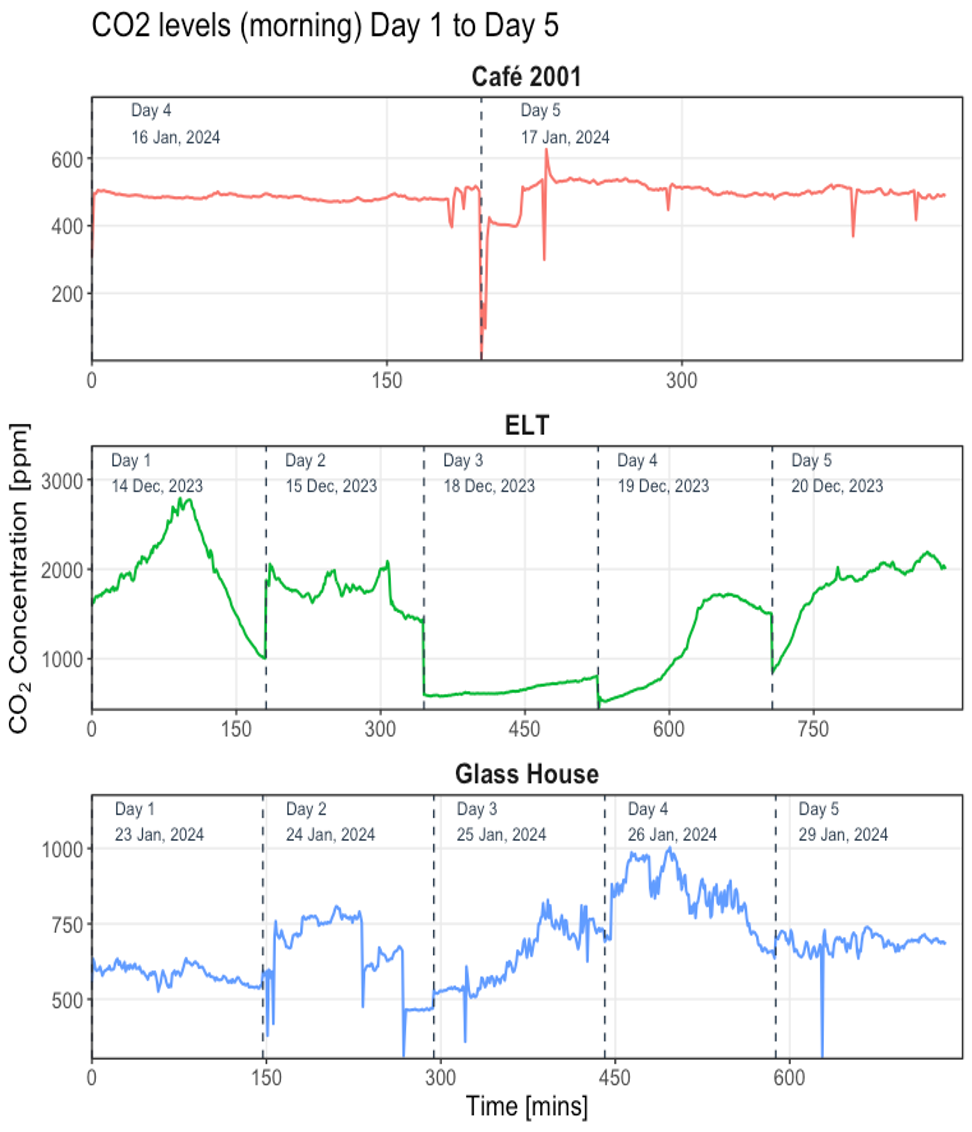 CO2 levels (morning) Day 1 to Day 5
Café 2001
Day 4
16 Jan, 2024
Day 5
17 Jan, 2024
600
400
200
0
150
300
CO2 Concentration [ppm]
ELT
Day 1
14 Dec, 2023
Day 2
15 Dec, 2023
Day 3
18 Dec, 2023
Day 4
19 Dec, 2023
Day 5
20 Dec, 2023
3000
2000
1000
0
150
300
450
600
750
Glass House
Day 1
23 Jan, 2024
Day 2
24 Jan, 2024
Day 3
25 Jan, 2024
Day 4
26 Jan, 2024
Day 5
29 Jan, 2024
1000
750
500
0
150
300
450
600
Time [mins]